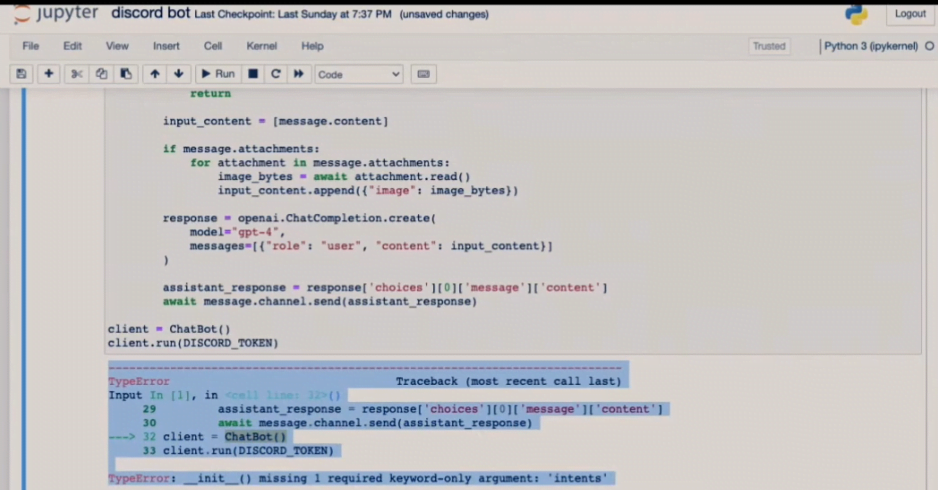 jupyter discord bot Last Checkpoint: Last Sunday at 7:37 PM (unsaved changes)
Logout
File Edit View Insert Cell Kernel Help
Trusted
Python 3 (ipykernel)
Run
Code
return
input_content = [message.content]
if message.attachments:
for attachment in message.attachments:
image_bytes = await attachment.read()
input_content.append({"image": image_bytes})
response = openai.ChatCompletion.create(
model="gpt-4",
messages=[{"role": "user", "content": input_content}]
)
assistant_response = response['choices'][0]['message']['content']
await message.channel.send(assistant_response)
client = ChatBot()
client.run(DISCORD_TOKEN)
---------------------------------------------------------------------------
TypeError Traceback (most recent call last)
Input In [1], in <cell line: 32>()
29 assistant_response = response['choices'][0]['message']['content']
30 await message.channel.send(assistant_response)
---> 32 client = ChatBot()
33 client.run(DISCORD_TOKEN)
TypeError: __init__() missing 1 required keyword-only argument: 'intents'